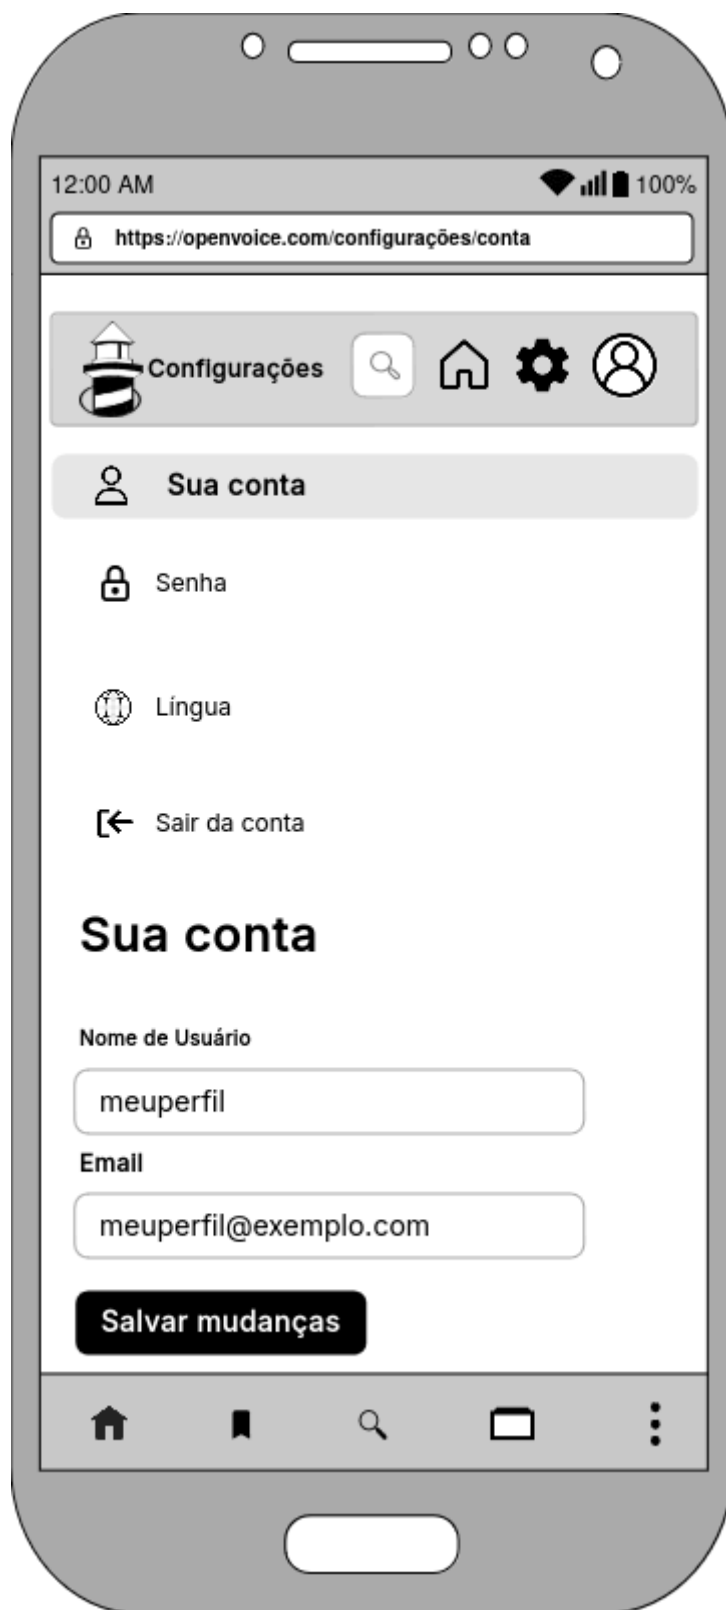 12:00 AM 100%
https://openvoice.com/configurações/conta
Configurações
Sua conta
Senha
Língua
Sair da conta
Sua conta
Nome de Usuário
meuperfil
Email
meuperfil@exemplo.com
Salvar mudanças